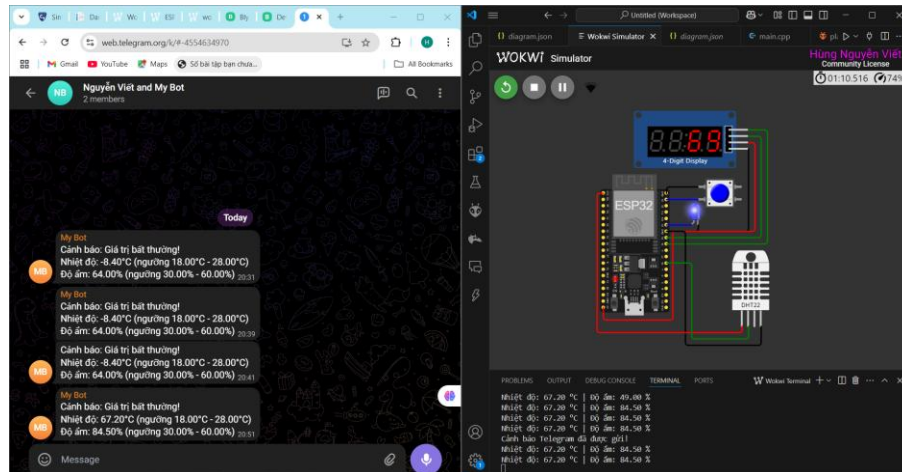 web.telegram.org/k/#-4554634970
Gmail
YouTube
Maps
Sổ bài tập bạn chưa...
All Bookmarks
NB
Nguyễn Viết and My Bot
2 members
Today
My Bot
Cảnh báo: Giá trị bất thường!
Nhiệt độ: -8.40°C (ngưỡng 18.00°C - 28.00°C)
Độ ẩm: 64.00% (ngưỡng 30.00% - 60.00%) 20:31
MB
My Bot
Cảnh báo: Giá trị bất thường!
Nhiệt độ: -8.40°C (ngưỡng 18.00°C - 28.00°C)
Độ ẩm: 64.00% (ngưỡng 30.00% - 60.00%) 20:39
Cảnh báo: Giá trị bất thường!
Nhiệt độ: -8.40°C (ngưỡng 18.00°C - 28.00°C)
Độ ẩm: 64.00% (ngưỡng 30.00% - 60.00%) 20:41
MB
My Bot
Cảnh báo: Giá trị bất thường!
Nhiệt độ: 67.20°C (ngưỡng 18.00°C - 28.00°C)
Độ ẩm: 84.50% (ngưỡng 30.00% - 60.00%) 20:51
MB
Message
Untitled (Workspace)
diagram.json
Wokwi Simulator
diagram.json
main.cpp
WOKWI Simulator
Hùng Nguyễn Viết
Community License
01:10.516
74%
4-Digit Display
ESP32
DHT22
PROBLEMS OUTPUT DEBUG CONSOLE TERMINAL PORTS
Wokwi Terminal
Nhiệt độ: 67.20 °C | Độ ẩm: 49.00 %
Nhiệt độ: 67.20 °C | Độ ẩm: 84.50 %
Nhiệt độ: 67.20 °C | Độ ẩm: 84.50 %
Cảnh báo Telegram đã được gửi!
Nhiệt độ: 67.20 °C | Độ ẩm: 84.50 %
Nhiệt độ: 67.20 °C | Độ ẩm: 84.50 %